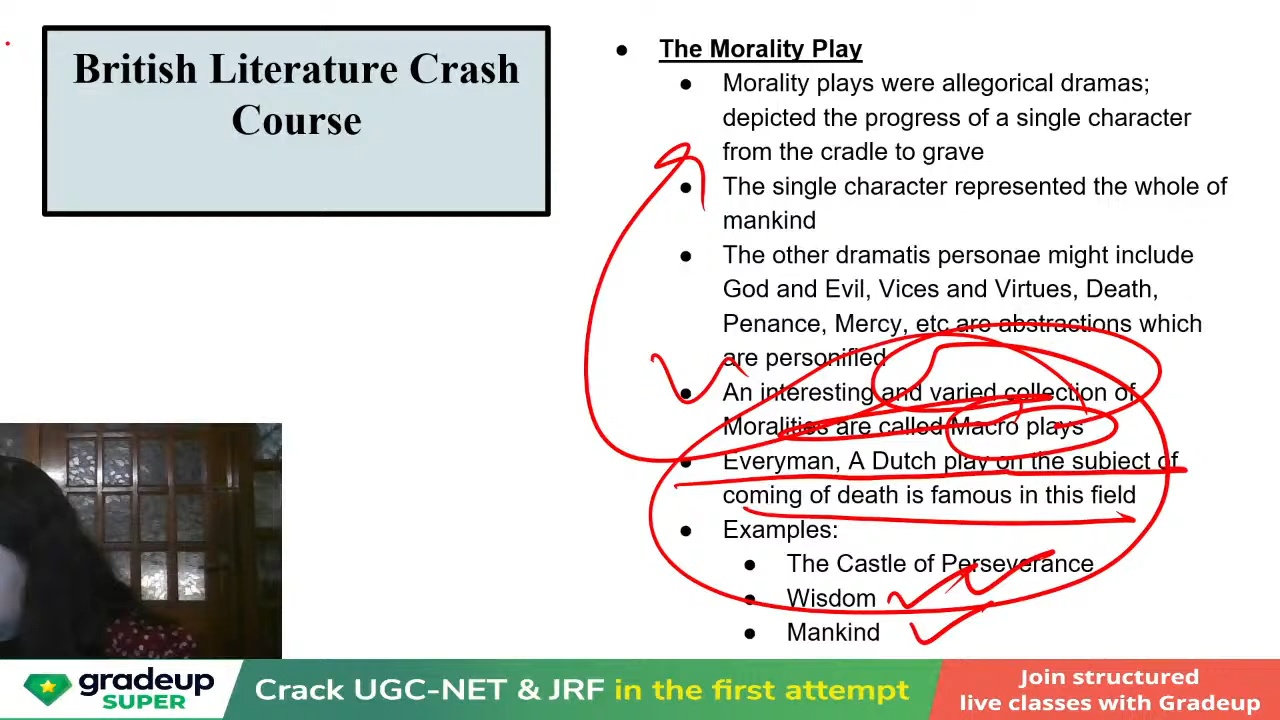 British Literature Crash
Course
● The Morality Play
● Morality plays were allegorical dramas;
depicted the progress of a single character
from the cradle to grave
● The single character represented the whole of
mankind
● The other dramatis personae might include
God and Evil, Vices and Virtues, Death,
Penance, Mercy, etc are abstractions which
are personified
● An interesting and varied collection of
Moralities are called Macro plays
● Everyman, A Dutch play on the subject of
coming of death is famous in this field
● Examples:
● The Castle of Perseverance
● Wisdom
● Mankind
gradeup
SUPER
Crack UGC-NET & JRF in the first attempt
Join structured
live classes with Gradeup